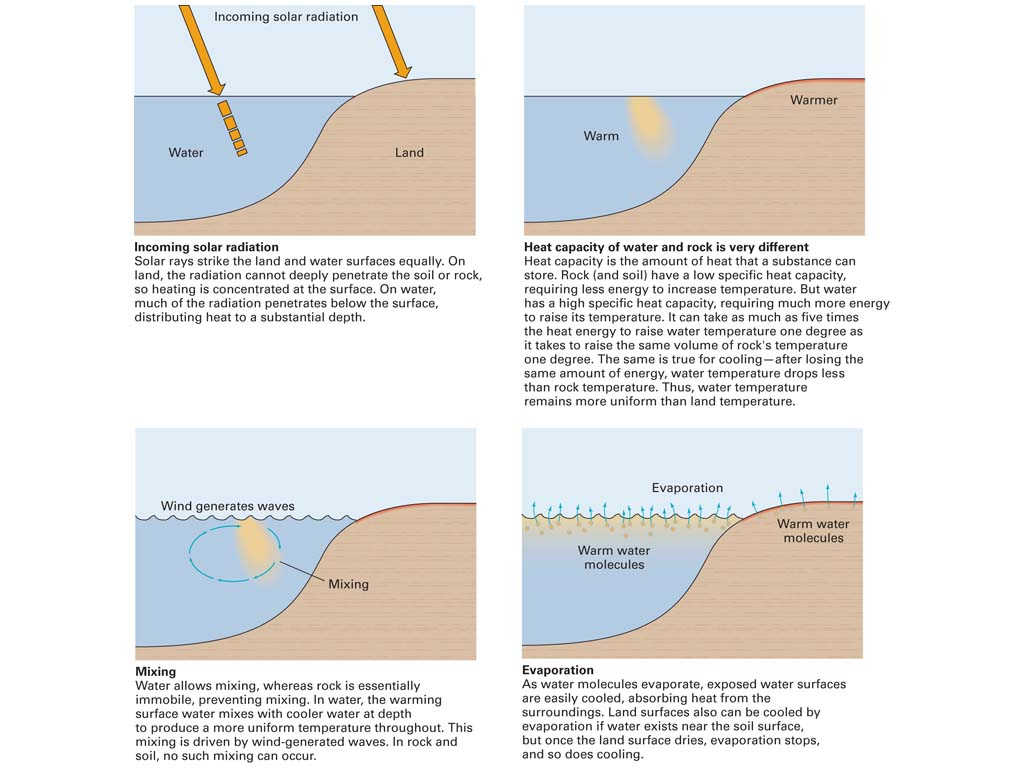 Incoming solar radiation
Water
Land
Incoming solar radiation
Solar rays strike the land and water surfaces equally. On
land, the radiation cannot deeply penetrate the soil or rock,
so heating is concentrated at the surface. On water,
much of the radiation penetrates below the surface,
distributing heat to a substantial depth.
Warmer
Warm
Heat capacity of water and rock is very different
Heat capacity is the amount of heat that a substance can
store. Rock (and soil) have a low specific heat capacity,
requiring less energy to increase temperature. But water
has a high specific heat capacity, requiring much more energy
to raise its temperature. It can take as much as five times
the heat energy to raise water temperature one degree as
it takes to raise the same volume of rock's temperature
one degree. The same is true for cooling—after losing the
same amount of energy, water temperature drops less
than rock temperature. Thus, water temperature
remains more uniform than land temperature.
Wind generates waves
Mixing
Mixing
Water allows mixing, whereas rock is essentially
immobile, preventing mixing. In water, the warming
surface water mixes with cooler water at depth
to produce a more uniform temperature throughout. This
mixing is driven by wind-generated waves. In rock and
soil, no such mixing can occur.
Evaporation
Warm water
molecules
Warm water
molecules
Evaporation
As water molecules evaporate, exposed water surfaces
are easily cooled, absorbing heat from the
surroundings. Land surfaces also can be cooled by
evaporation if water exists near the soil surface,
but once the land surface dries, evaporation stops,
and so does cooling.